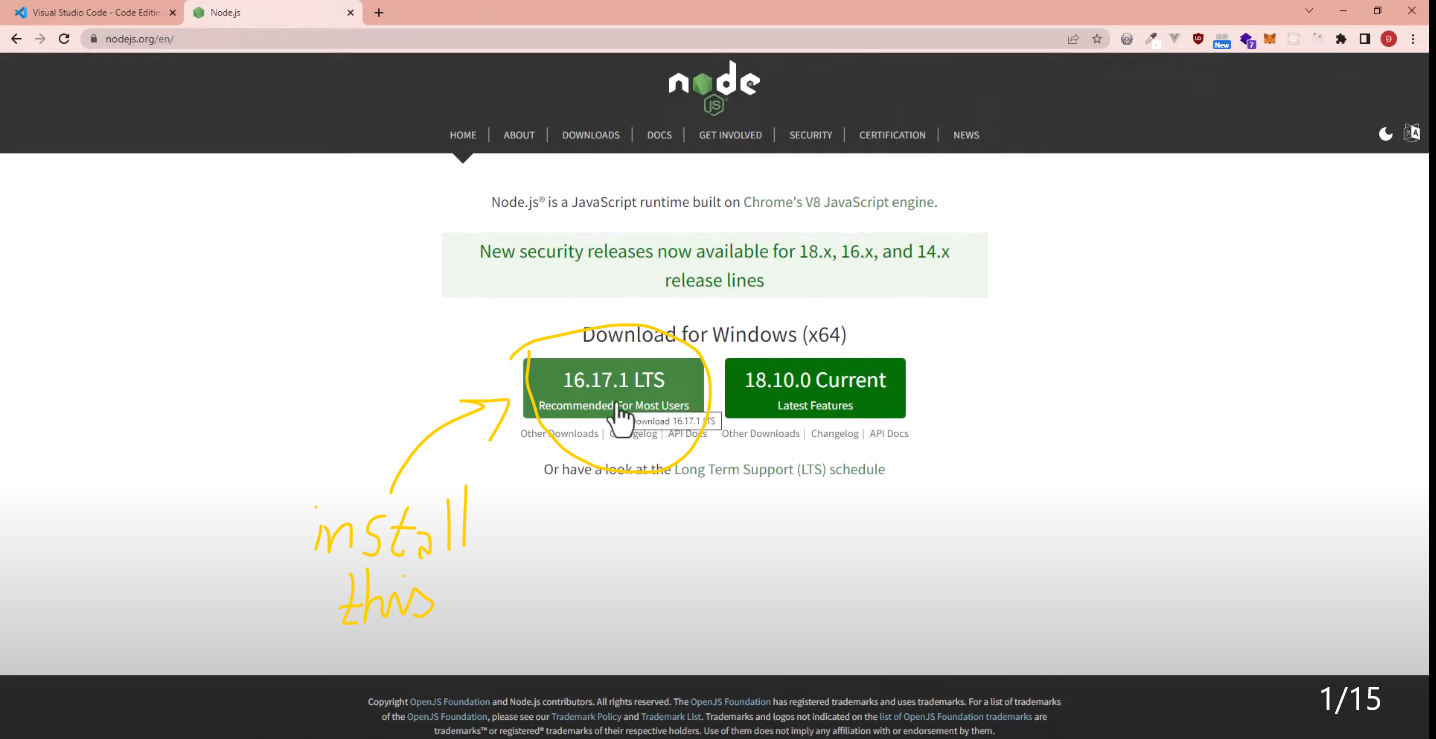 Visual Studio Code - Code Editin
Node.js
nodejs.org/en/
New
7
D
node
JS
HOME
ABOUT
DOWNLOADS
DOCS
GET INVOLVED
SECURITY
CERTIFICATION
NEWS
Node.js® is a JavaScript runtime built on Chrome's V8 JavaScript engine.
New security releases now available for 18.x, 16.x, and 14.x
release lines
Download for Windows (x64)
16.17.1 LTS
Recommended For Most Users
18.10.0 Current
Latest Features
ownload 16.17.1 LTS
Other Downloads | Changelog | API Docs
Other Downloads | Changelog | API Docs
Or have a look at the Long Term Support (LTS) schedule
install
this
1/15
Copyright OpenJS Foundation and Node.js contributors. All rights reserved. The OpenJS Foundation has registered trademarks and uses trademarks. For a list of trademarks
of the OpenJS Foundation, please see our Trademark Policy and Trademark List. Trademarks and logos not indicated on the list of OpenJS Foundation trademarks are
trademarks™ or registered® trademarks of their respective holders. Use of them does not imply any affiliation with or endorsement by them.